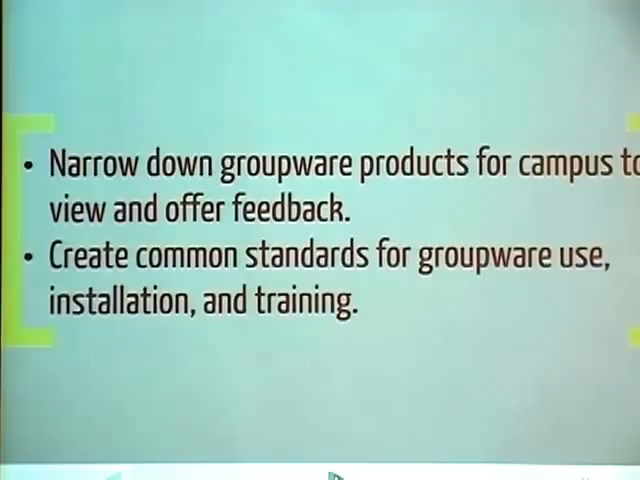 • Narrow down groupware products for campus to
view and offer feedback.
• Create common standards for groupware use,
installation, and training.